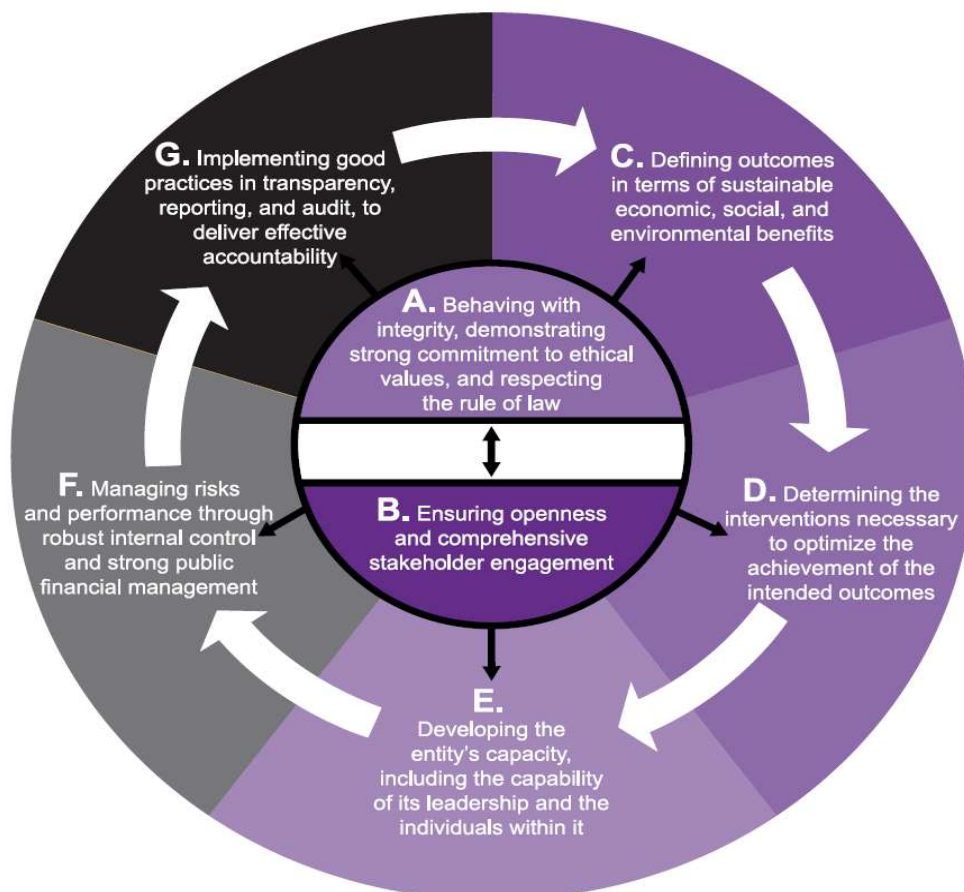 G. Implementing good
practices in transparency,
reporting, and audit, to
deliver effective
accountability
C. Defining outcomes
in terms of sustainable
economic, social, and
environmental benefits
A. Behaving with
integrity, demonstrating
strong commitment to ethical
values, and respecting
the rule of law
B. Ensuring openness
and comprehensive
stakeholder engagement
D. Determining the
interventions necessary
to optimize the
achievement of the
intended outcomes
E.
Developing the
entity's capacity,
including the capability
of its leadership and the
individuals within it
F. Managing risks
and performance through
robust internal control
and strong public
financial management